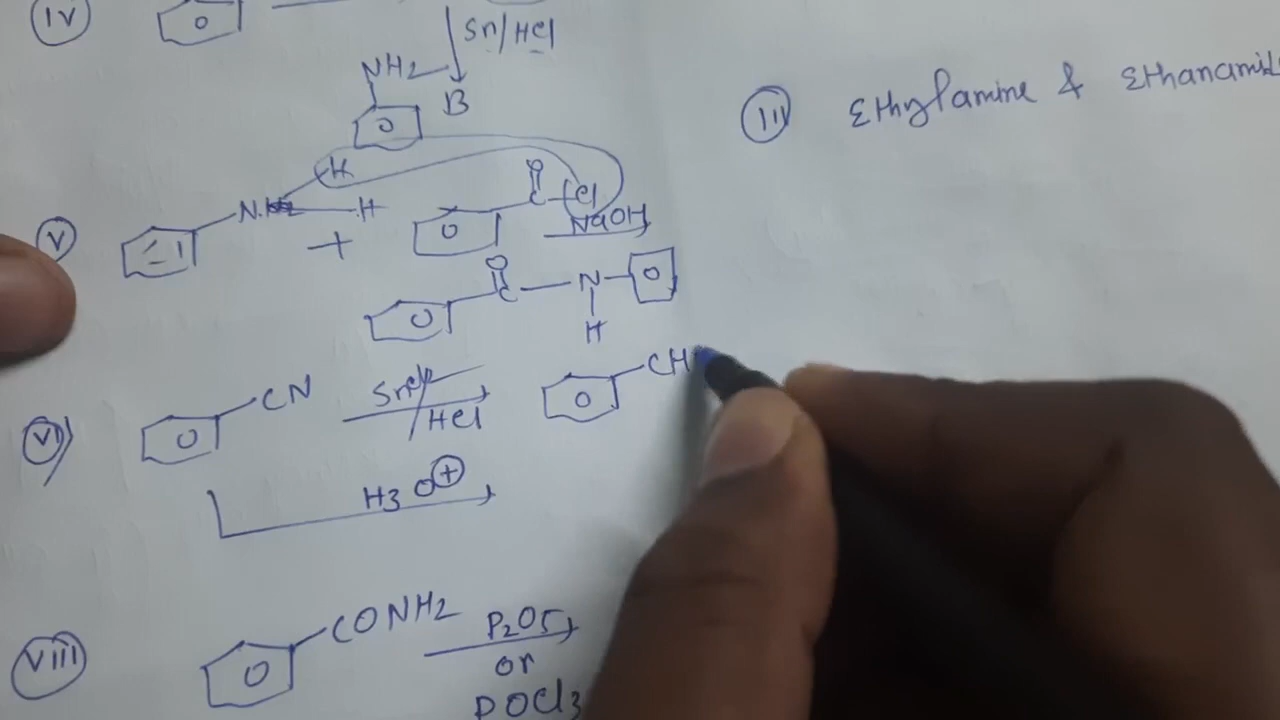 iv)
Sn/HCl
NH2
B
iii) Ethylamine &
H
O
C-Cl
v) N H
+
NaOH
O
C - N
H
vi) CN Sn /HCl CH
H3O+
viii) CONH2 P2O5
or
POCl3